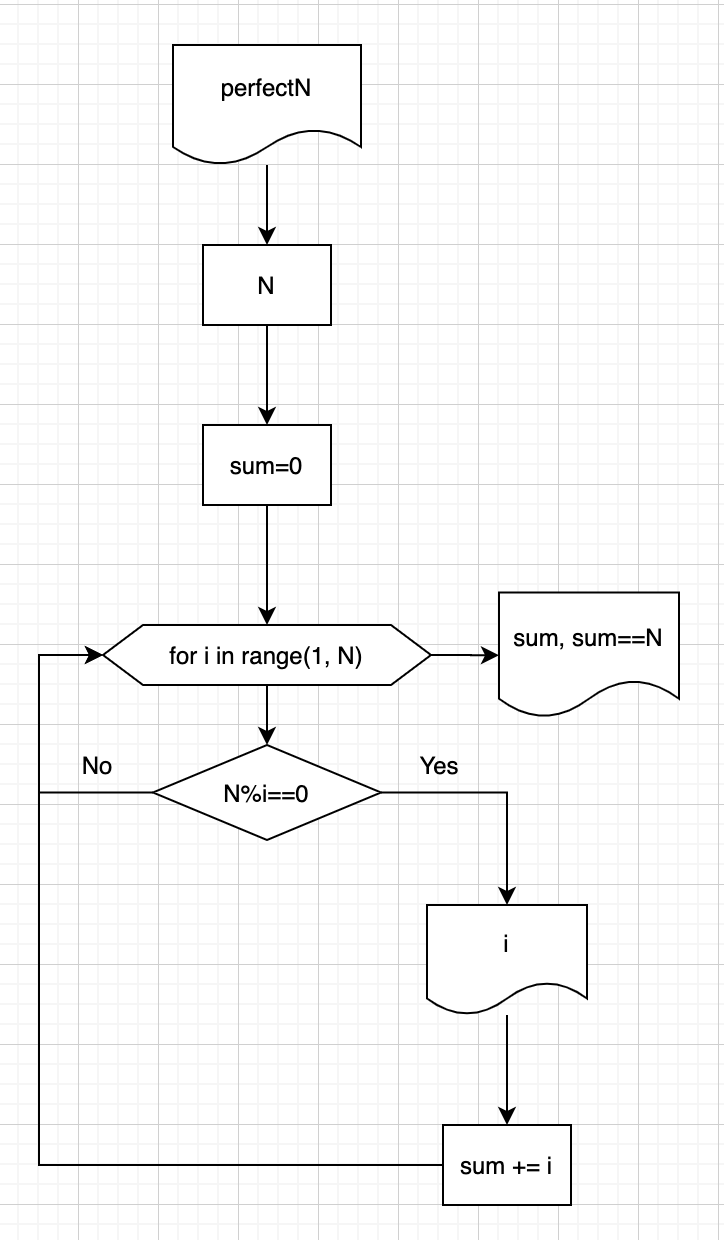 perfectN
N
sum=0
for i in range(1, N)
sum, sum==N
No
Yes
N%i==0
i
sum += i